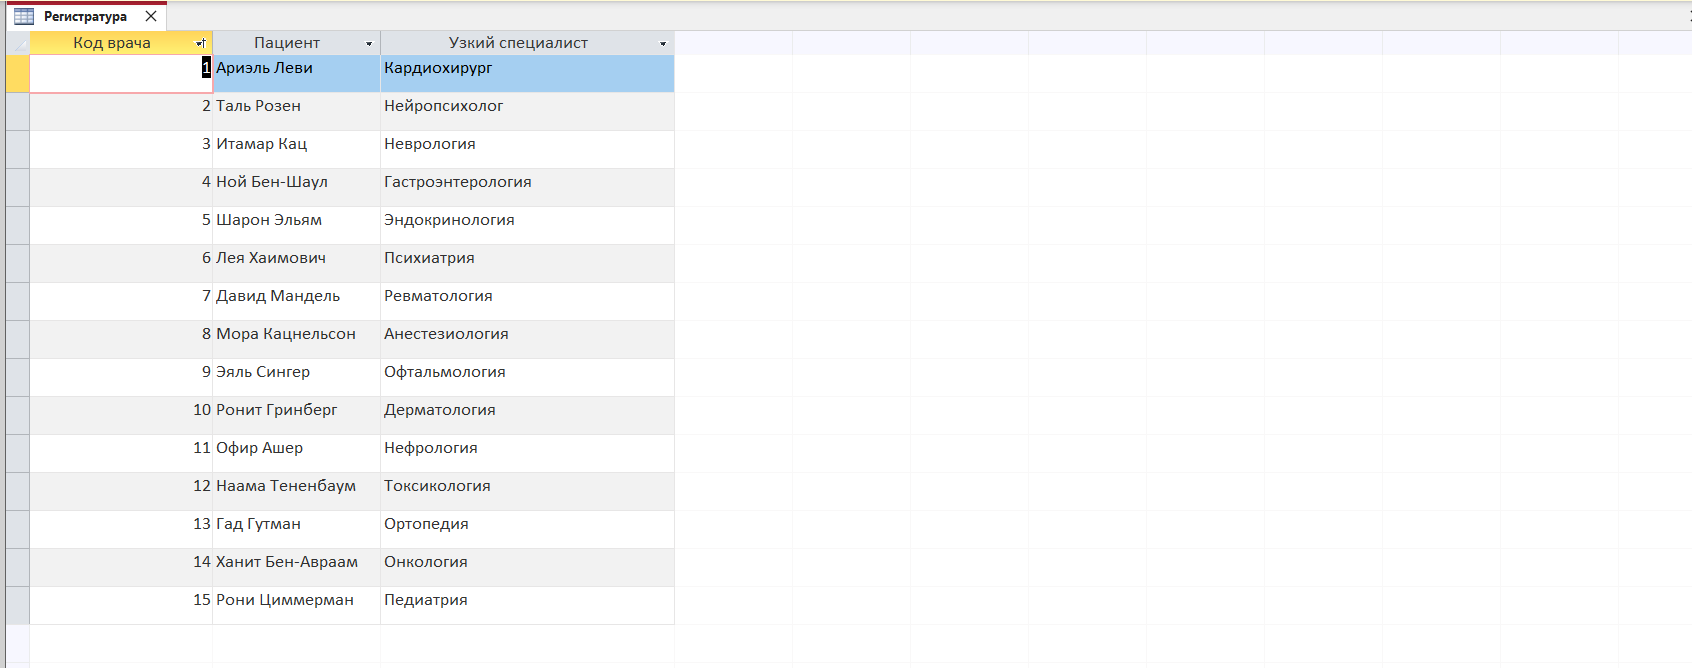 Регистратура
Код врача Пациент Узкий специалист
1 Ариэль Леви Кардиохирург
2 Таль Розен Нейропсихолог
3 Итамар Кац Неврология
4 Ной Бен-Шаул Гастроэнтерология
5 Шарон Эльям Эндокринология
6 Лея Хаимович Психиатрия
7 Давид Мандель Ревматология
8 Мора Кацнельсон Анестезиология
9 Эяль Сингер Офтальмология
10 Ронит Гринберг Дерматология
11 Офир Ашер Нефрология
12 Наама Тененбаум Токсикология
13 Гад Гутман Ортопедия
14 Ханит Бен-Авраам Онкология
15 Рони Циммерман Педиатрия